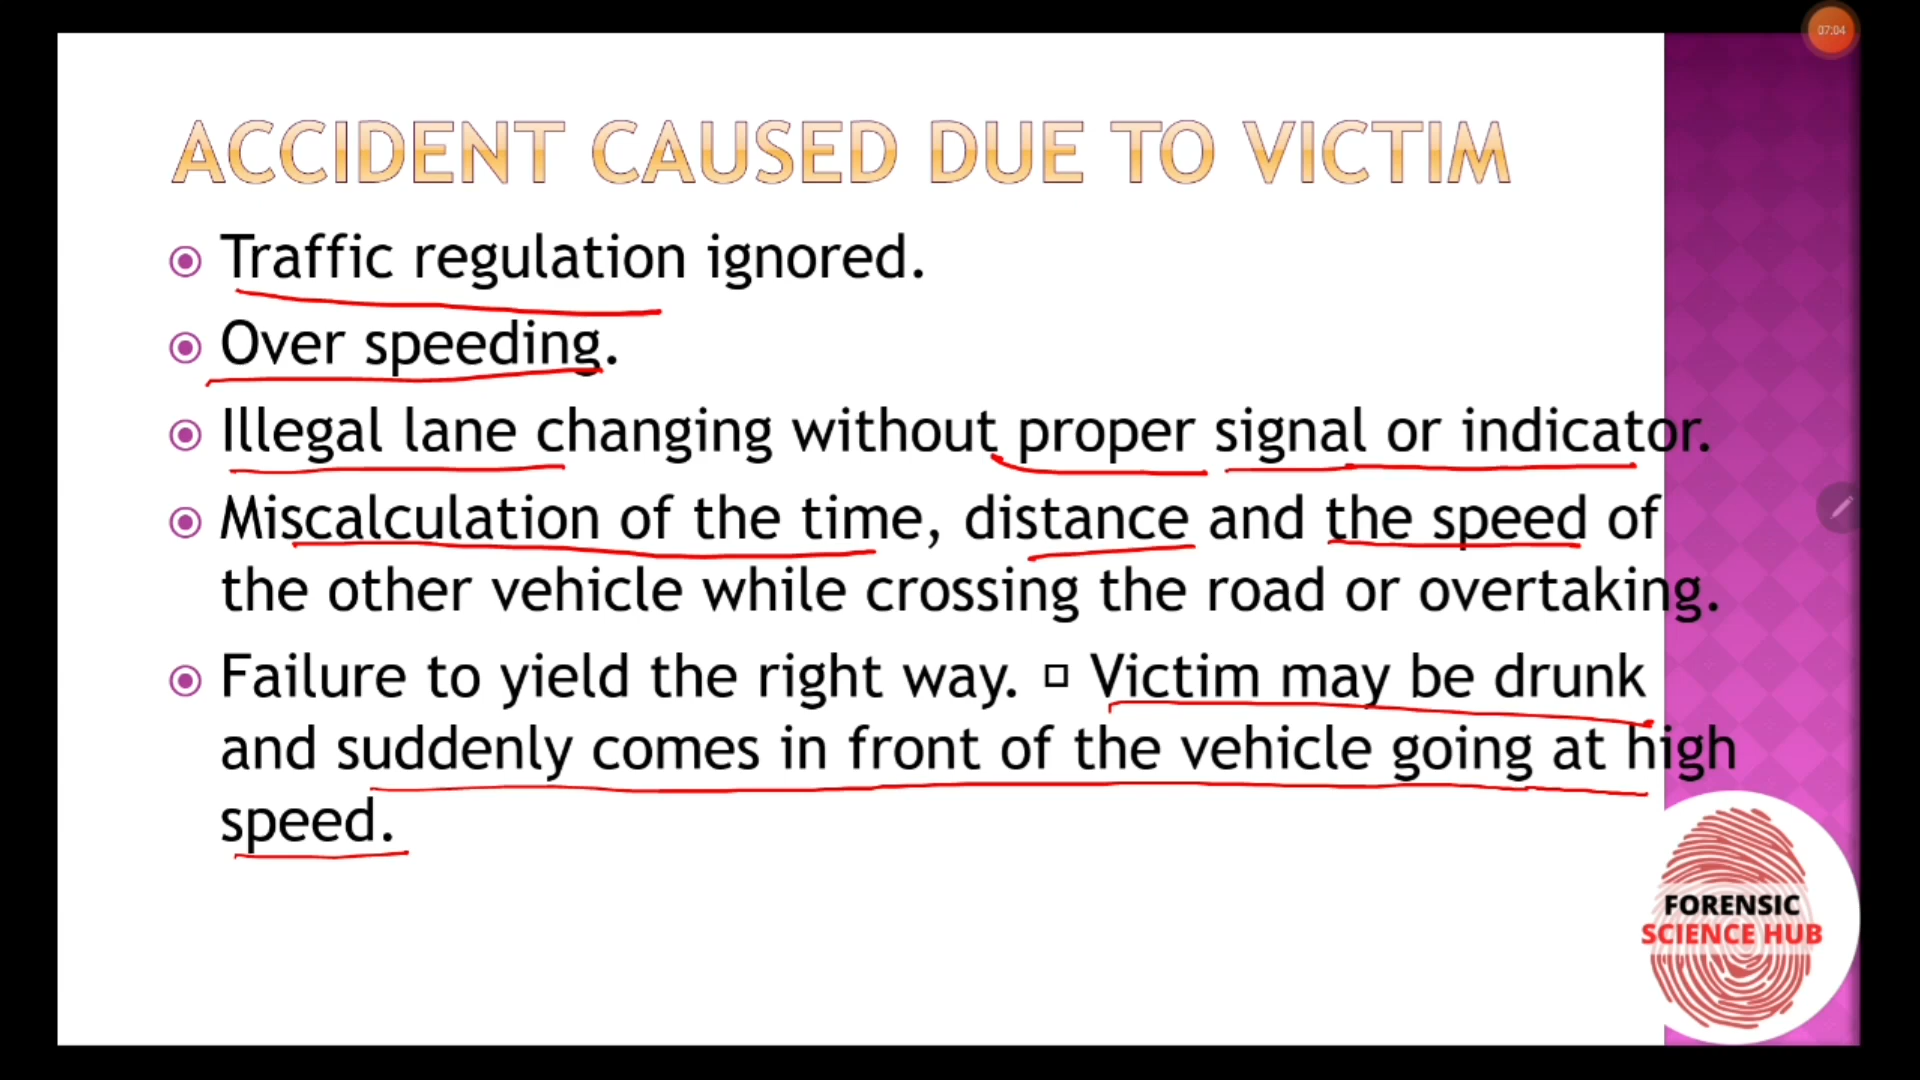 07:04
ACCIDENT CAUSED DUE TO VICTIM
Traffic regulation ignored.
Over speeding.
Illegal lane changing without proper signal or indicator.
Miscalculation of the time, distance and the speed of
the other vehicle while crossing the road or overtaking.
Failure to yield the right way. □ Victim may be drunk
and suddenly comes in front of the vehicle going at high
speed.
FORENSIC
SCIENCE HUB